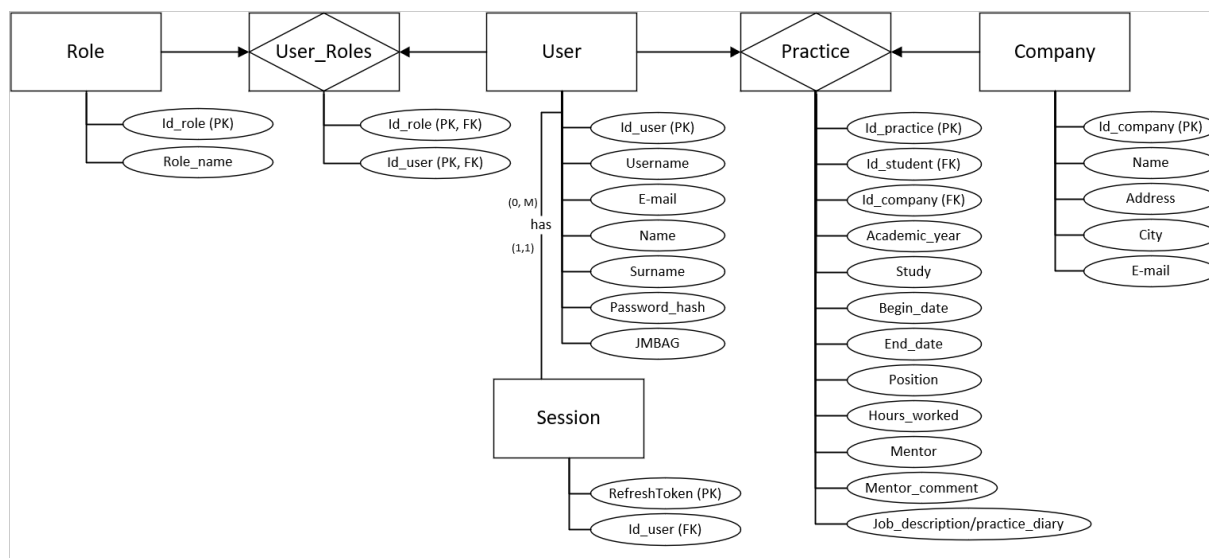 Role
User_Roles
User
Practice
Company
Id_role (PK)
Role_name
Id_role (PK, FK)
Id_user (PK, FK)
Id_user (PK)
Username
E-mail
Name
Surname
Password_hash
JMBAG
(0, M)
has
(1,1)
Session
RefreshToken (PK)
Id_user (FK)
Id_practice (PK)
Id_student (FK)
Id_company (FK)
Academic_year
Study
Begin_date
End_date
Position
Hours_worked
Mentor
Mentor_comment
Job_description/practice_diary
Id_company (PK)
Name
Address
City
E-mail